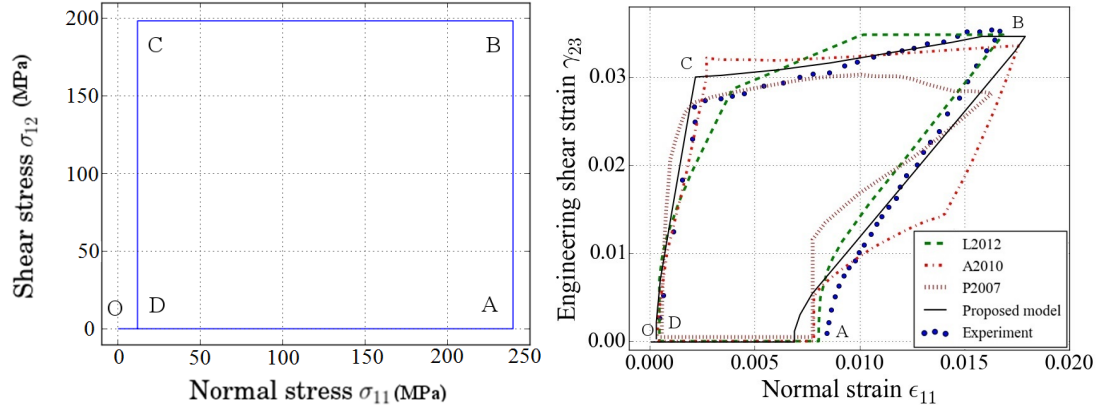 200
150
100
50
0
Shear stress σ12 (MPa)
C
B
O
D
A
0
50
100
150
200
250
Normal stress σ11 (MPa)
0.03
0.02
0.01
0.00
Engineering shear strain γ23
B
C
O
D
A
L2012
A2010
P2007
Proposed model
Experiment
0.000
0.005
0.010
0.015
0.020
Normal strain ϵ11